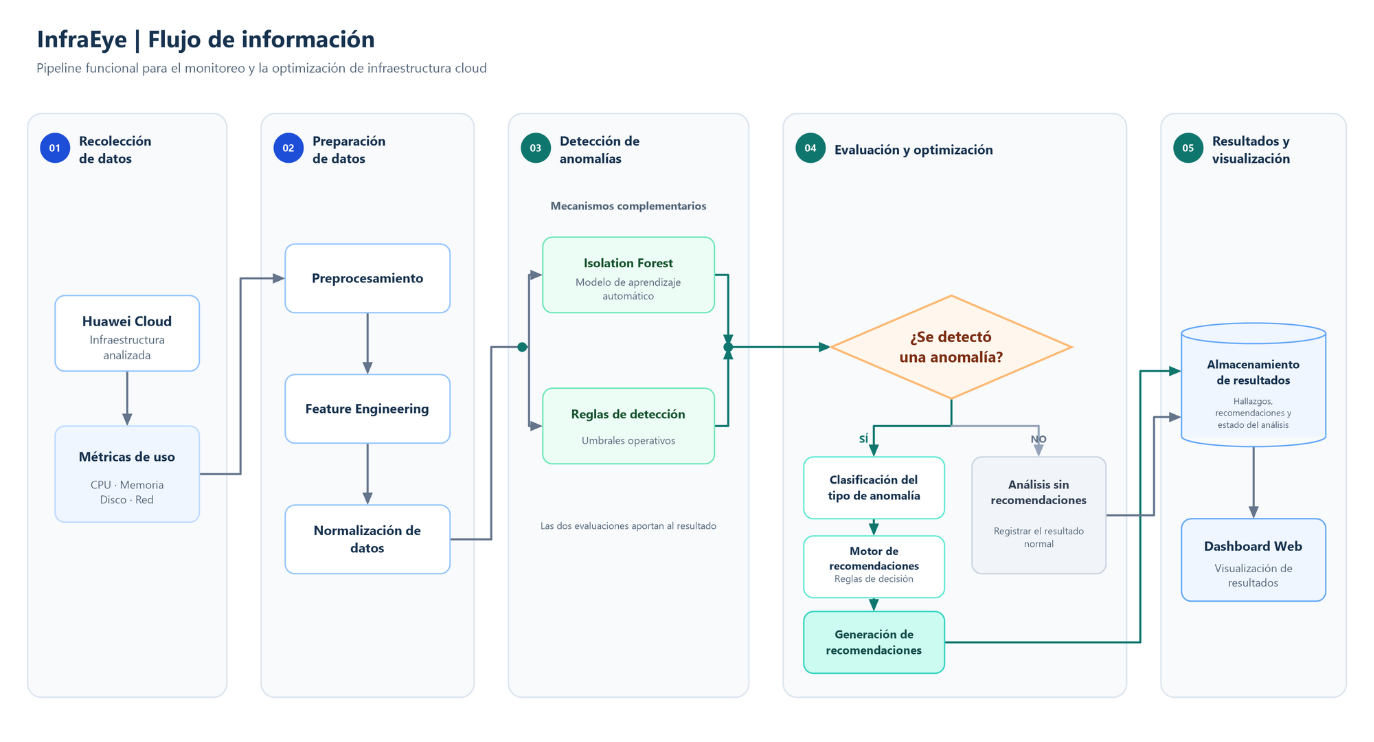 InfraEye | Flujo de información
Pipeline funcional para el monitoreo y la optimización de infraestructura cloud
01
Recolección
de datos
Huawei Cloud
Infraestructura
analizada
Métricas de uso
CPU · Memoria
Disco · Red
02
Preparación
de datos
Preprocesamiento
Feature Engineering
Normalización de
datos
03
Detección de
anomalías
Mecanismos complementarios
Isolation Forest
Modelo de aprendizaje
automático
Reglas de detección
Umbrales operativos
Las dos evaluaciones aportan al resultado
04
Evaluación y optimización
¿Se detectó
una anomalía?
SÍ
NO
Clasificación del
tipo de anomalía
Motor de
recomendaciones
Reglas de decisión
Generación de
recomendaciones
Análisis sin
recomendaciones
Registrar el resultado
normal
05
Resultados y
visualización
Almacenamiento
de resultados
Hallazgos,
recomendaciones y
estado del análisis
Dashboard Web
Visualización de
resultados